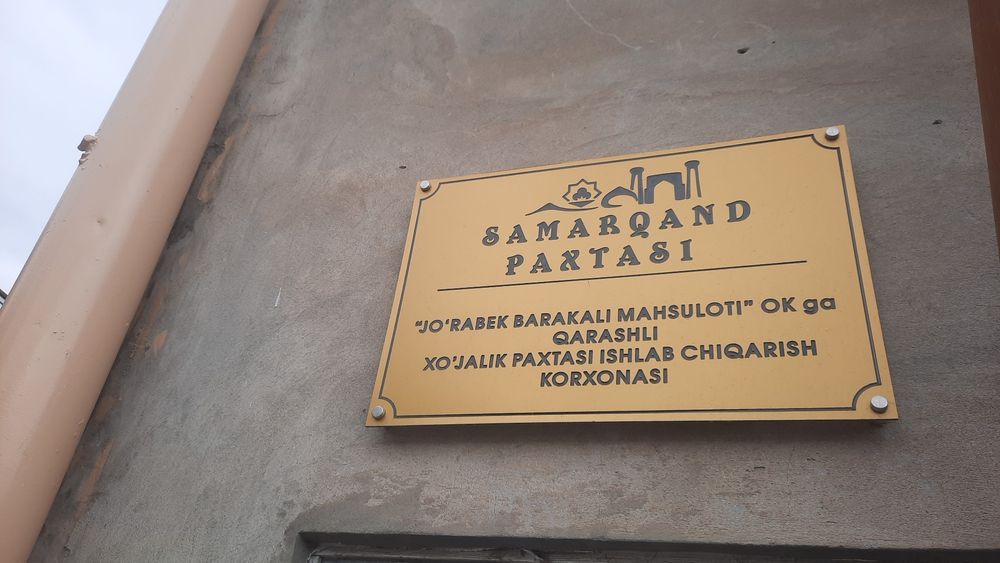 SAMARQAND
PAXTASI
"JO‘RABEK BARAKALI MAHSULOTI" OK ga
QARASHLI
XO‘JALIK PAXTASI ISHLAB CHIQARISH
KORXONASI